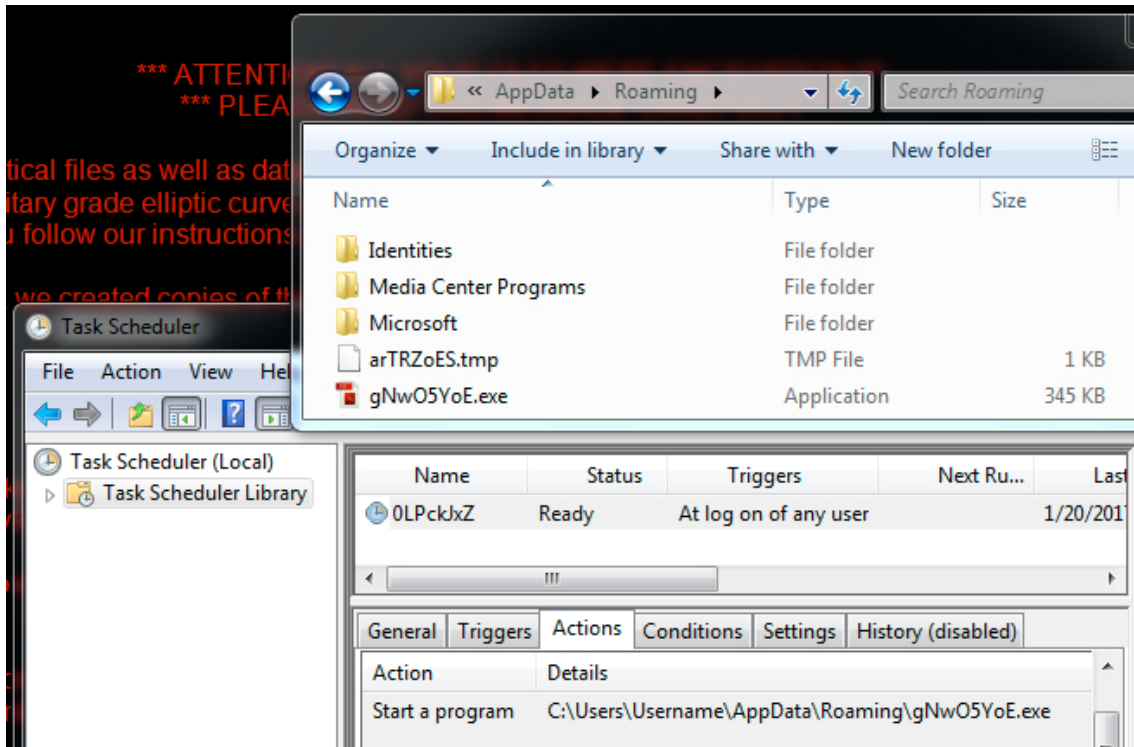 *** ATTENTI
*** PLEA
tical files as well as dat
itary grade elliptic curve
u follow our instructions
we created copies of th
« AppData ▸ Roaming ▸
Search Roaming
Organize ▾ Include in library ▾ Share with ▾ New folder
Name Type Size
Identities File folder
Media Center Programs File folder
Microsoft File folder
arTRZoES.tmp TMP File 1 KB
gNwO5YoE.exe Application 345 KB
Task Scheduler
File Action View Hel
Task Scheduler (Local)
Task Scheduler Library
Name Status Triggers Next Ru... Last
0LPckJxZ Ready At log on of any user 1/20/201
General Triggers Actions Conditions Settings History (disabled)
Action Details
Start a program C:\Users\Username\AppData\Roaming\gNwO5YoE.exe